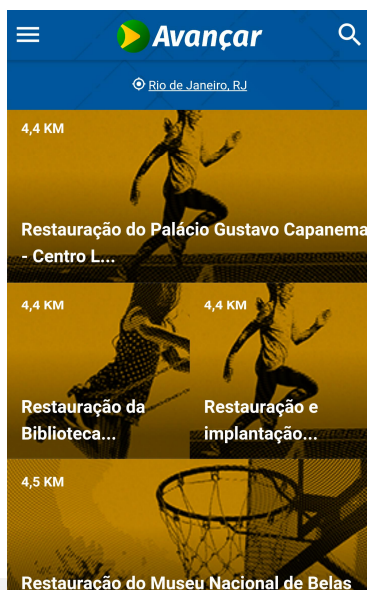 Avançar
Rio de Janeiro, RJ
4,4 KM
Restauração do Palácio Gustavo Capanema
- Centro L...
4,4 KM
Restauração da
Biblioteca...
4,4 KM
Restauração e
implantação...
4,5 KM
Restauração do Museu Nacional de Belas